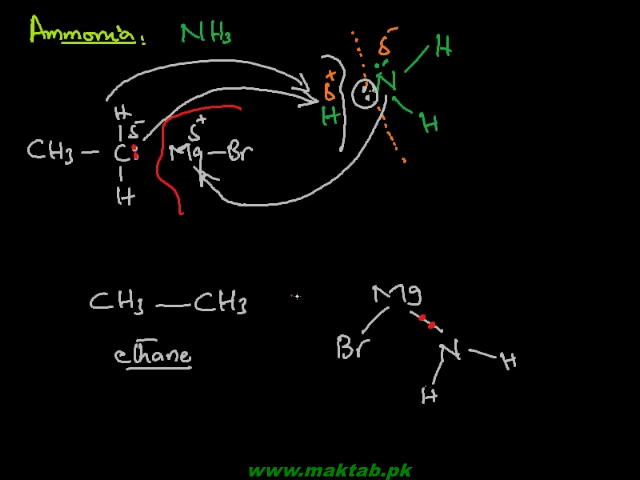 Ammonia: NH3
δ- H
δ+ N
H
H
H δ- δ+
CH3 — C: Mg — Br
H
CH3 — CH3 Mg
ethane Br N H
H
www.maktab.pk